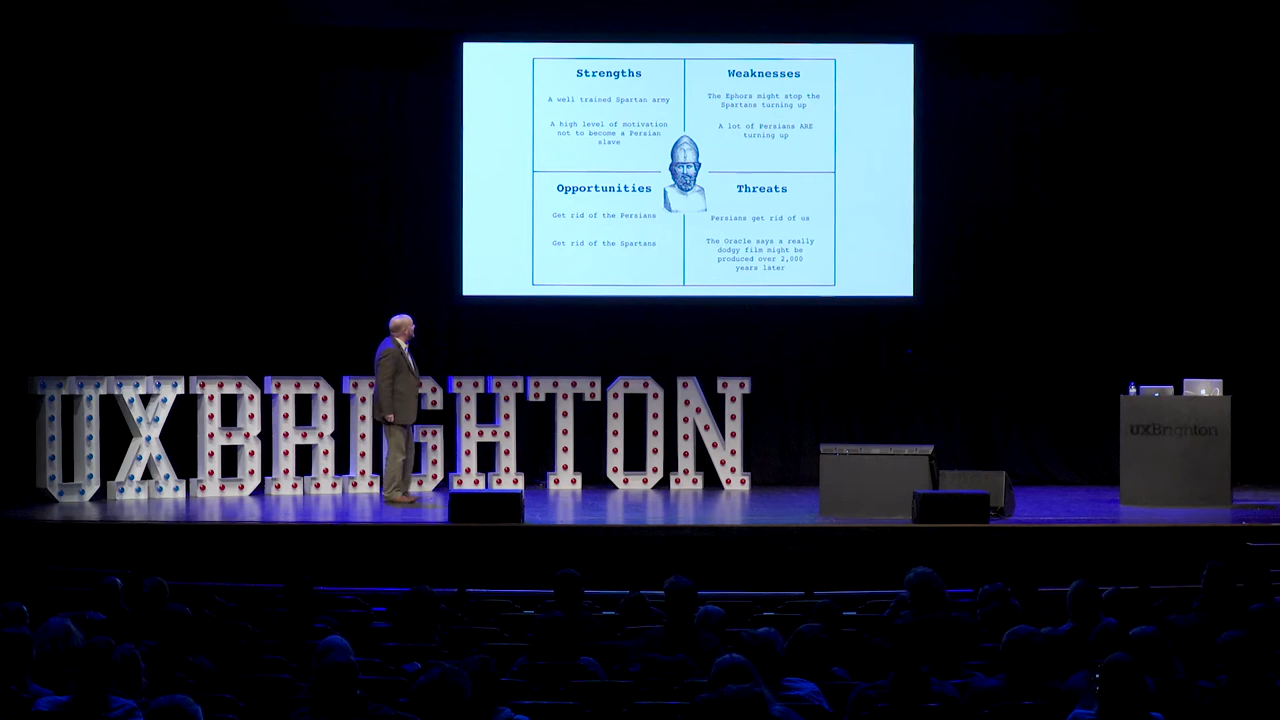 Strengths
A well trained Spartan army
A high level of motivation
not to become a Persian
slave
Weaknesses
The Ephors might stop the
Spartans turning up
A lot of Persians ARE
turning up
Opportunities
Get rid of the Persians
Get rid of the Spartans
Threats
Persians get rid of us
The Oracle says a really
dodgy film might be
produced over 2,000
years later
UXBRIGHTON
uxBrighton